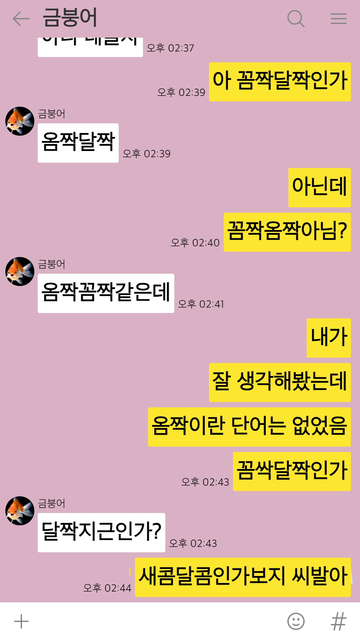 금붕어
오후 02:37
아 꼼짝달짝인가
오후 02:39
금붕어
옴짝달짝
오후 02:39
아닌데
꼼짝옴짝아님?
오후 02:40
금붕어
옴짝꼼짝같은데
오후 02:41
내가
잘 생각해봤는데
옴짝이란 단어는 없었음
꼼싹달짝인가
오후 02:43
금붕어
달짝지근인가?
오후 02:43
새콤달콤인가보지 씨발아
오후 02:44